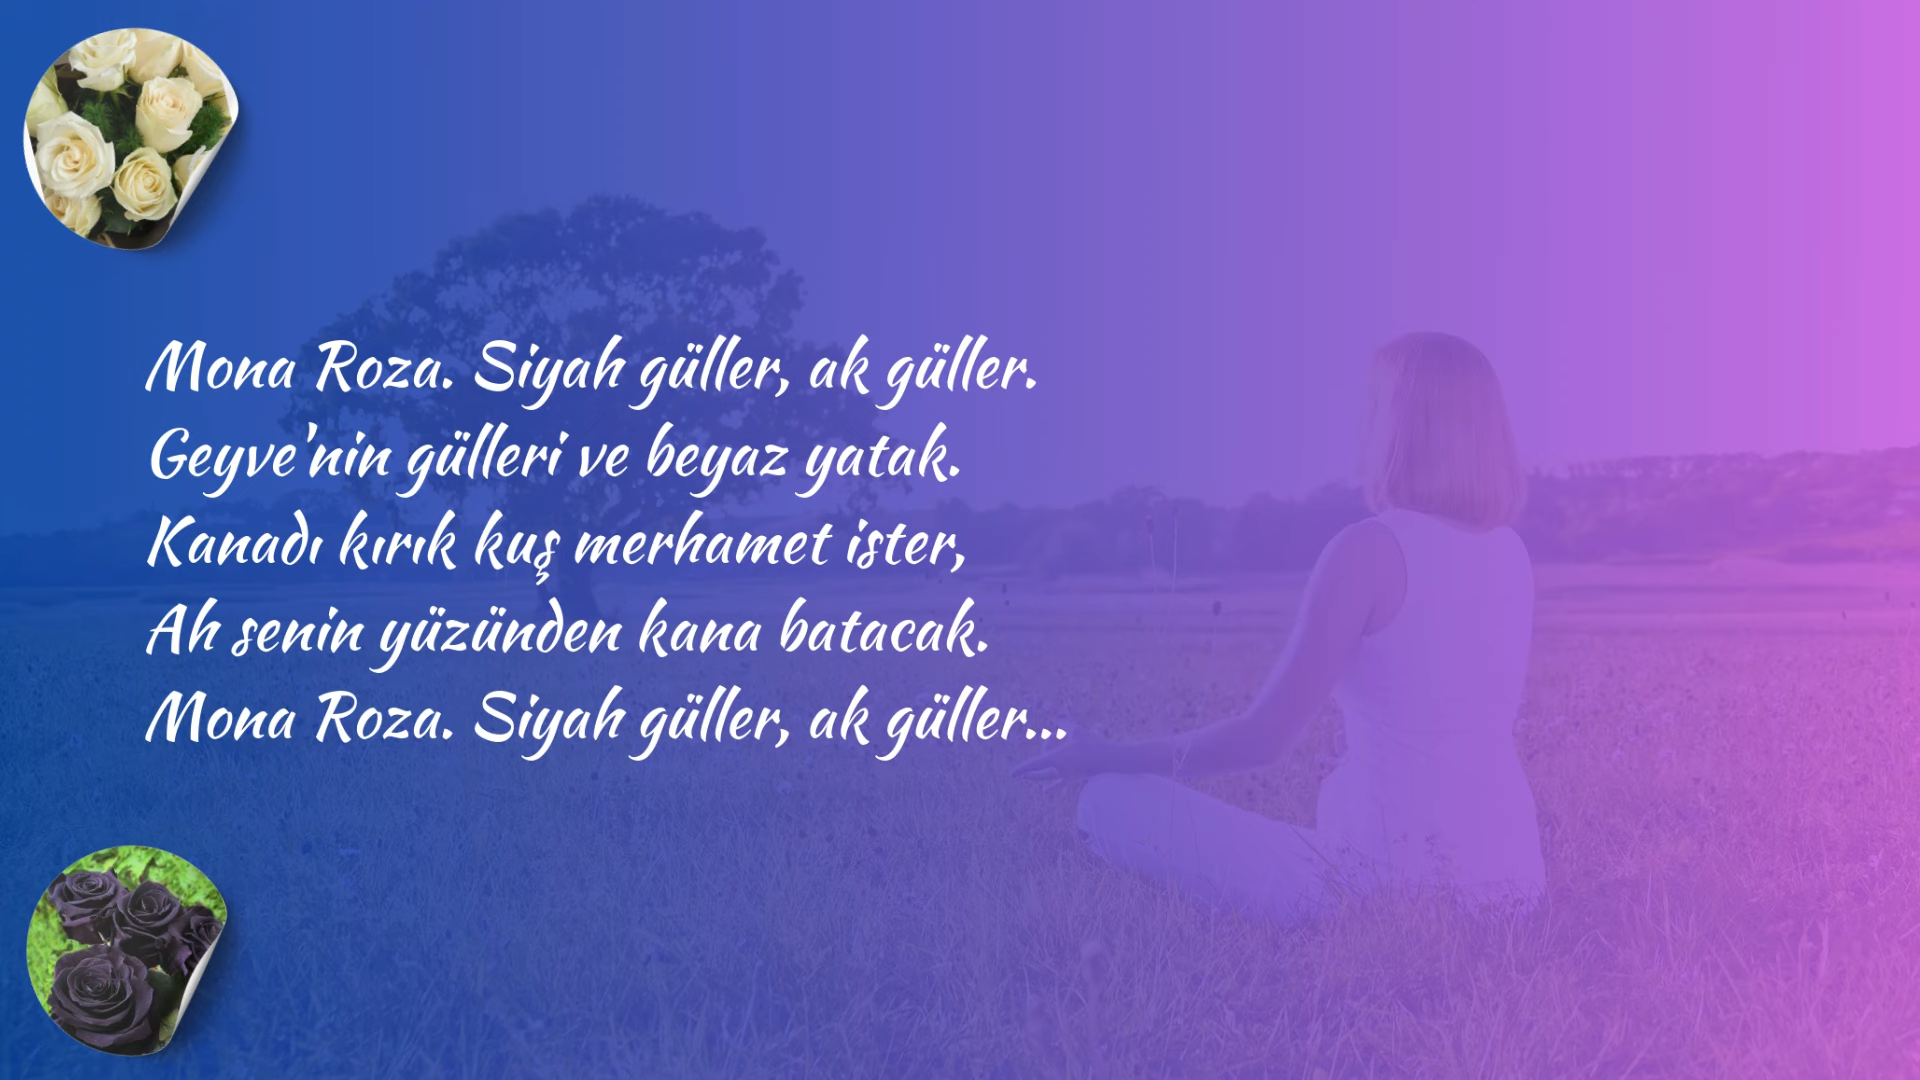 Mona Roza. Siyah güller, ak güller.
Geyve'nin gülleri ve beyaz yatak.
Kanadı kırık kuş merhamet ister,
Ah senin yüzünden kana batacak.
Mona Roza. Siyah güller, ak güller...